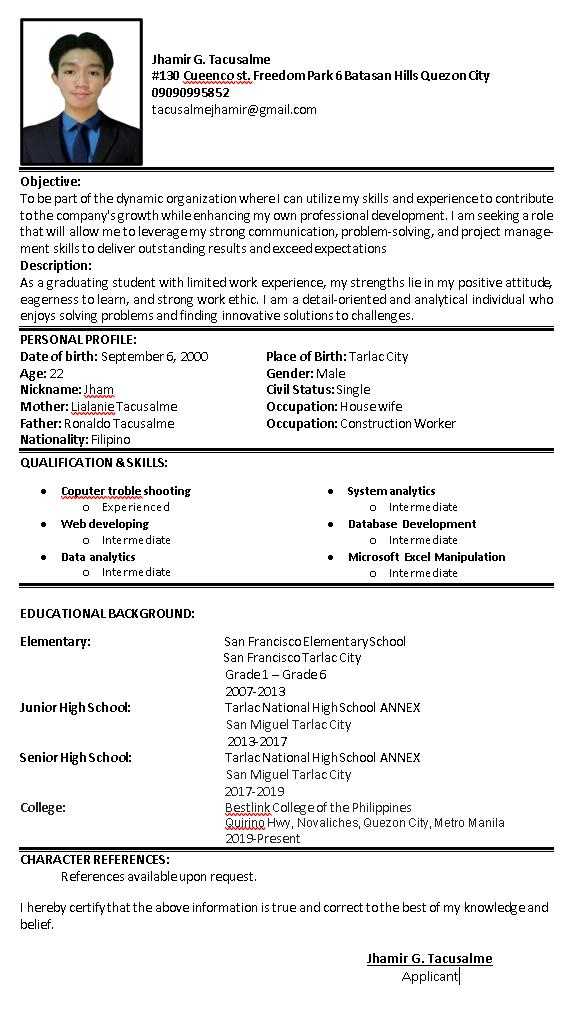 Jhamir G. Tacusalme
#130 Cueenco st. Freedom Park 6 Batasan Hills Quezon City
09090995852
tacusalmejhamir@gmail.com
Objective:
To be part of the dynamic organization where I can utilize my skills and experience to contribute
to the company's growth while enhancing my own professional development. I am seeking a role
that will allow me to leverage my strong communication, problem-solving, and project manage-
ment skills to deliver outstanding results and exceed expectations
Description:
As a graduating student with limited work experience, my strengths lie in my positive attitude,
eagerness to learn, and strong work ethic. I am a detail-oriented and analytical individual who
enjoys solving problems and finding innovative solutions to challenges.
PERSONAL PROFILE:
Date of birth: September 6, 2000 Place of Birth: Tarlac City
Age: 22 Gender: Male
Nickname: Jham Civil Status: Single
Mother: Lialanie Tacusalme Occupation: House wife
Father: Ronaldo Tacusalme Occupation: Construction Worker
Nationality: Filipino
QUALIFICATION & SKILLS:
• Coputer troble shooting
o Experienced
• Web developing
o Intermediate
• Data analytics
o Intermediate
• System analytics
o Intermediate
• Database Development
o Intermediate
• Microsoft Excel Manipulation
o Intermediate
EDUCATIONAL BACKGROUND:
Elementary: San Francisco Elementary School
San Francisco Tarlac City
Grade 1 – Grade 6
2007-2013
Junior High School: Tarlac National High School ANNEX
San Miguel Tarlac City
2013-2017
Senior High School: Tarlac National High School ANNEX
San Miguel Tarlac City
2017-2019
College: Bestlink College of the Philippines
Quirino Hwy, Novaliches, Quezon City, Metro Manila
2019-Present
CHARACTER REFERENCES:
References available upon request.
I hereby certify that the above information is true and correct to the best of my knowledge and
belief.
Jhamir G. Tacusalme
Applicant